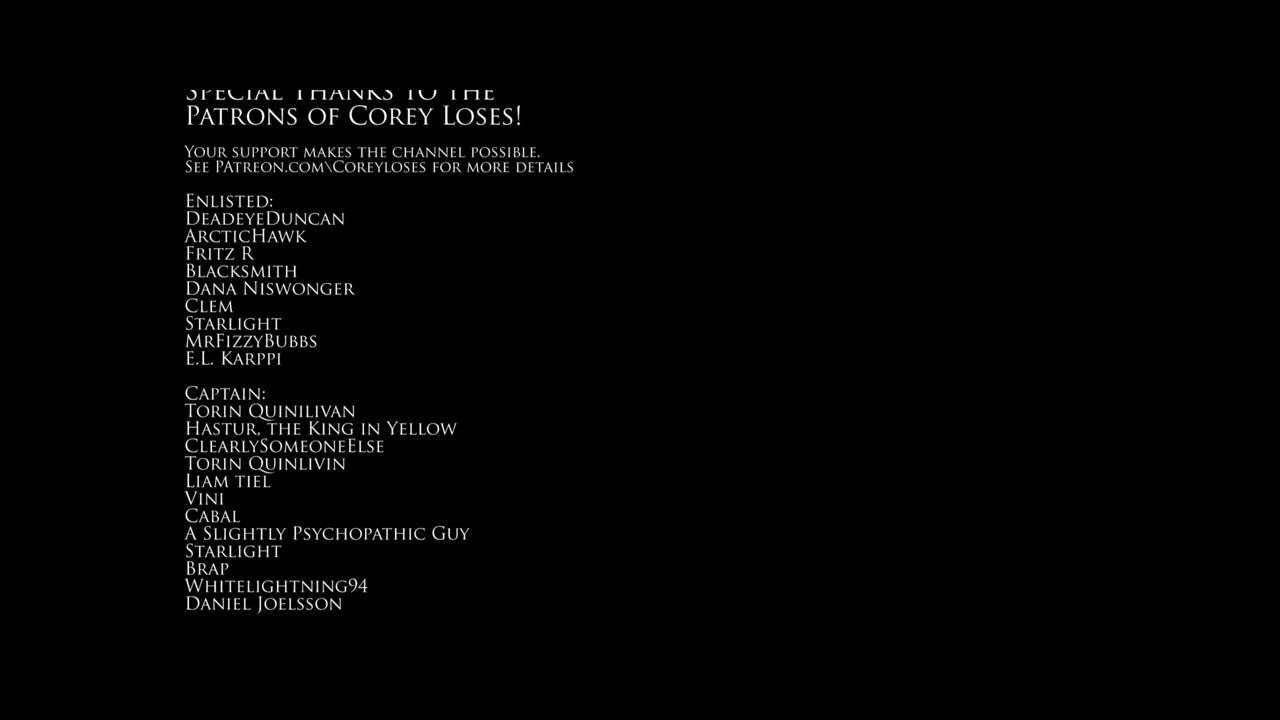 Special Thanks to the
Patrons of Corey Loses!
Your support makes the channel possible.
See PAtreon.com\Coreyloses for more details
Enlisted:
DeadeyeDuncan
ArcticHawk
Fritz R
Blacksmith
Dana Niswonger
Clem
Starlight
MrFizzyBubbs
E.L. Karppi
Captain:
Torin Quinilivan
Hastur, the King in Yellow
ClearlySomeoneElse
Torin Quinlivin
Liam tiel
Vini
Cabal
A Slightly Psychopathic Guy
Starlight
Brap
Whitelightning94
Daniel Joelsson